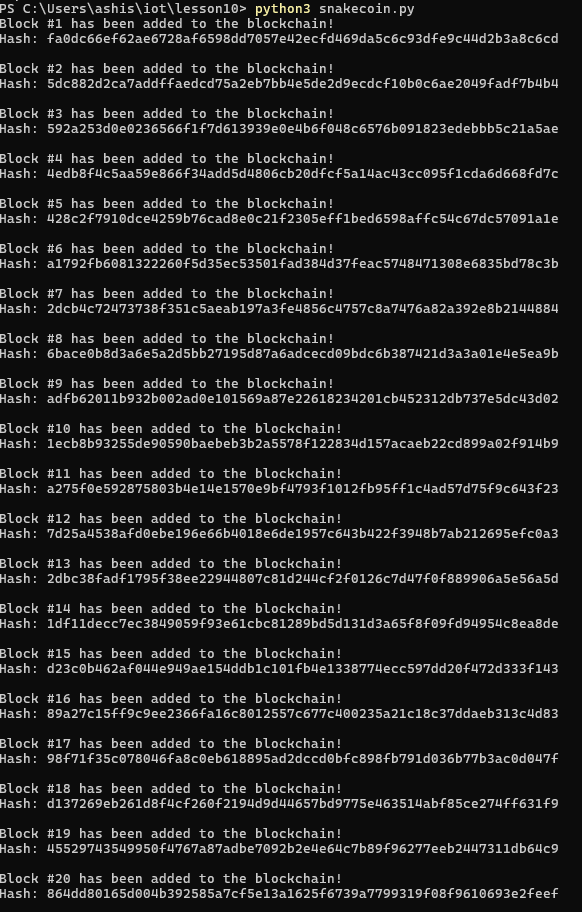 PS C:\Users\ashis\iot\lesson10> python3 snakecoin.py
Block #1 has been added to the blockchain!
Hash: fa0dc66ef62ae6728af6598dd7057e42ecfd469da5c6c93dfe9c44d2b3a8c6cd
Block #2 has been added to the blockchain!
Hash: 5dc882d2ca7addffaedcd75a2eb7bb4e5de2d9ecdcf10b0c6ae2049fadf7b4b4
Block #3 has been added to the blockchain!
Hash: 592a253d0e0236566f1f7d613939e0e4b6f048c6576b091823edebbb5c21a5ae
Block #4 has been added to the blockchain!
Hash: 4edb8f4c5aa59e866f34add5d4806cb20dfcf5a14ac43cc095f1cda6d668fd7c
Block #5 has been added to the blockchain!
Hash: 428c2f7910dce4259b76cad8e0c21f2305eff1bed6598affc54c67dc57091a1e
Block #6 has been added to the blockchain!
Hash: a1792fb6081322260f5d35ec53501fad384d37feac5748471308e6835bd78c3b
Block #7 has been added to the blockchain!
Hash: 2dcb4c72473738f351c5aeab197a3fe4856c4757c8a7476a82a392e8b2144884
Block #8 has been added to the blockchain!
Hash: 6bace0b8d3a6e5a2d5bb27195d87a6adcecd09bdc6b387421d3a3a01e4e5ea9b
Block #9 has been added to the blockchain!
Hash: adfb62011b932b002ad0e101569a87e22618234201cb452312db737e5dc43d02
Block #10 has been added to the blockchain!
Hash: 1ecb8b93255de90590baebeb3b2a5578f122834d157acaeb22cd899a02f914b9
Block #11 has been added to the blockchain!
Hash: a275f0e592875803b4e14e1570e9bf4793f1012fb95ff1c4ad57d75f9c643f23
Block #12 has been added to the blockchain!
Hash: 7d25a4538afd0ebe196e66b4018e6de1957c643b422f3948b7ab212695efc0a3
Block #13 has been added to the blockchain!
Hash: 2dbc38fadf1795f38ee22944807c81d244cf2f0126c7d47f0f889906a5e56a5d
Block #14 has been added to the blockchain!
Hash: 1df11decc7ec3849059f93e61cbc81289bd5d131d3a65f8f09fd94954c8ea8de
Block #15 has been added to the blockchain!
Hash: d23c0b462af044e949ae154ddb1c101fb4e1338774ecc597dd20f472d333f143
Block #16 has been added to the blockchain!
Hash: 89a27c15ff9c9ee2366fa16c8012557c677c400235a21c18c37ddaeb313c4d83
Block #17 has been added to the blockchain!
Hash: 98f71f35c078046fa8c0eb618895ad2dccd0bfc898fb791d036b77b3ac0d047f
Block #18 has been added to the blockchain!
Hash: d137269eb261d8f4cf260f2194d9d44657bd9775e463514abf85ce274ff631f9
Block #19 has been added to the blockchain!
Hash: 45529743549950f4767a87adbe7092b2e4e64c7b89f96277eeb2447311db64c9
Block #20 has been added to the blockchain!
Hash: 864dd80165d004b392585a7cf5e13a1625f6739a7799319f08f9610693e2feef